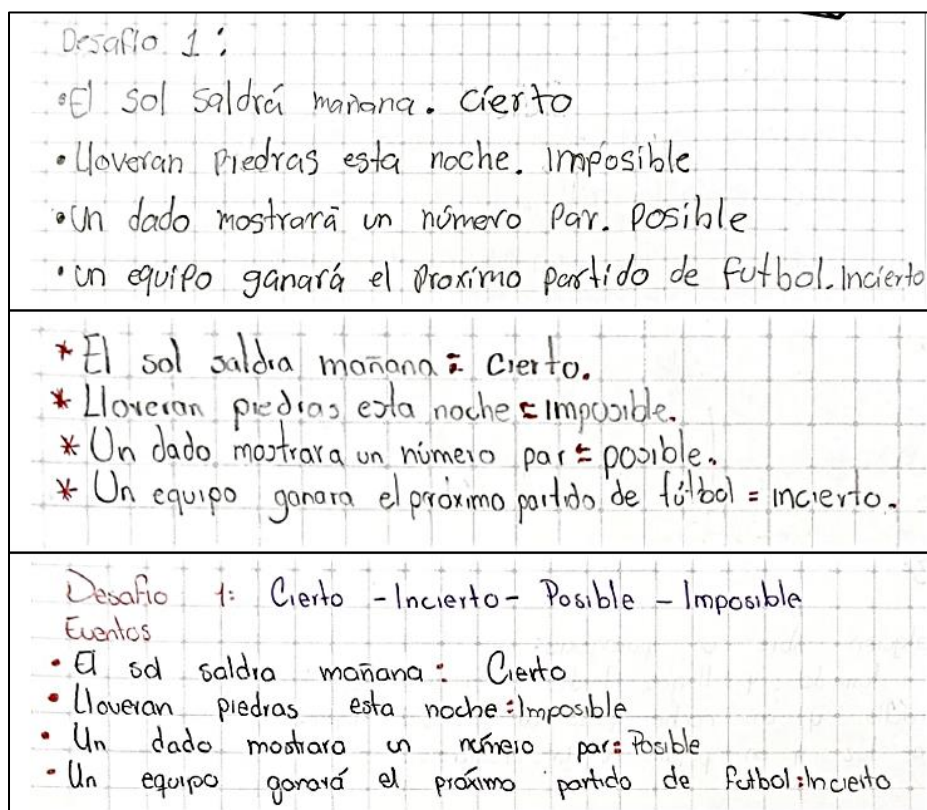 Desafio 1:
•El sol saldrá mañana. cierto
•Lloveran piedras esta noche. Imposible
•Un dado mostrará un número par. Posible
•un equipo ganará el proximo partido de futbol. Incierto
* El sol saldra mañana = Cierto.
* Lloveran piedras esta noche = imposible.
* Un dado mostrara un número par = posible.
* Un equipo ganara el próximo partido de fútbol = incierto.
Desafio 1: Cierto - Incierto - Posible - Imposible
Eventos
• El sol saldra mañana: Cierto
• Lloveran piedras esta noche: Imposible
• Un dado mostrara un número par: Posible
• Un equipo ganará el próximo partido de futbol: Incierto